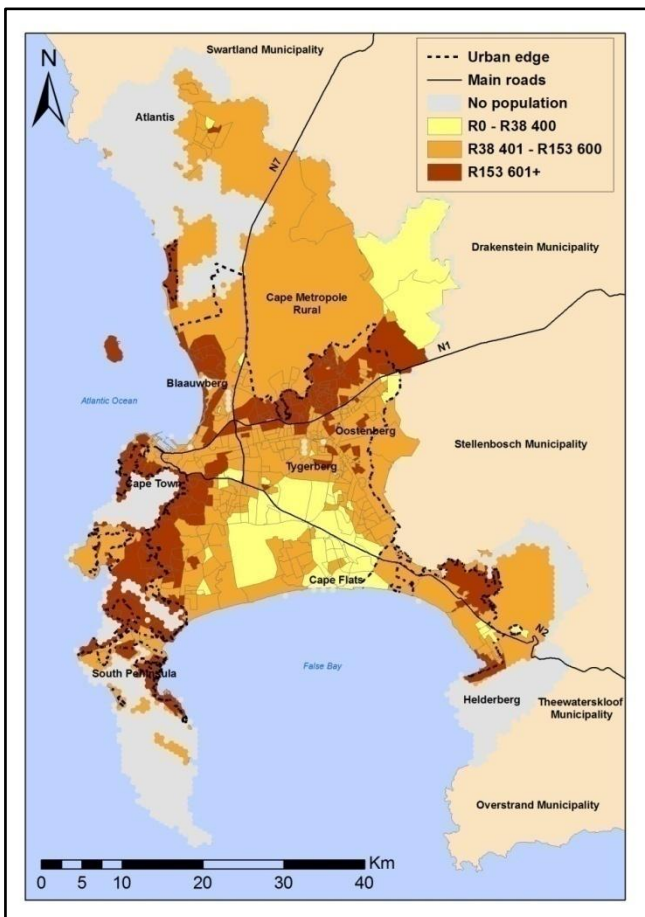 Swartland Municipality
N
Urban edge
Main roads
No population
R0 - R38 400
R38 401 - R153 600
R153 601+
Atlantis
N7
Drakenstein Municipality
Cape Metropole
Rural
N1
Blaauwberg
Atlantic Ocean
Oostenberg
Stellenbosch Municipality
Tygerberg
Cape Town
Cape Flats
N2
False Bay
South Peninsula
Helderberg
Theewaterskloof
Municipality
Overstrand Municipality
Km
0 5 10 20 30 40